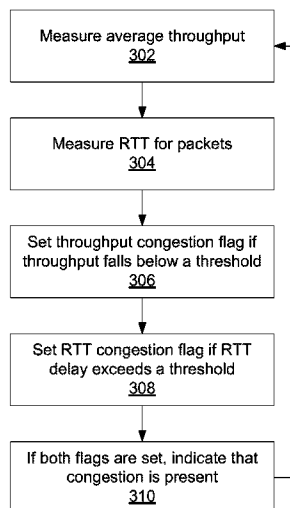 Measure average throughput
302
Measure RTT for packets
304
Set throughput congestion flag if
throughput falls below a threshold
306
Set RTT congestion flag if RTT
delay exceeds a threshold
308
If both flags are set, indicate that
congestion is present
310